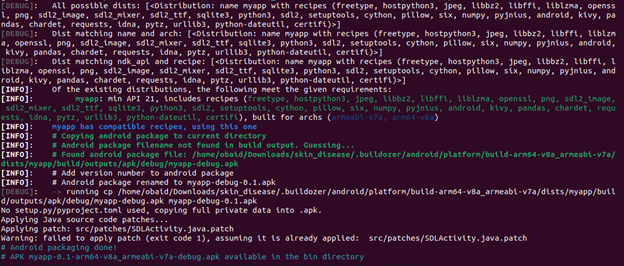 [DEBUG]:    All possible dists: [<Distribution: name myapp with recipes (freetype, hostpython3, jpeg, libbz2, libffi, liblzma, openss
l, png, sdl2_image, sdl2_mixer, sdl2_ttf, sqlite3, python3, sdl2, setuptools, cython, pillow, six, numpy, pyjnius, android, kivy, pa
ndas, chardet, requests, idna, pytz, urllib3, python-dateutil, certifi)>]
[DEBUG]:    Dist matching name and arch: [<Distribution: name myapp with recipes (freetype, hostpython3, jpeg, libbz2, libffi, liblzm
a, openssl, png, sdl2_image, sdl2_mixer, sdl2_ttf, sqlite3, python3, sdl2, setuptools, cython, pillow, six, numpy, pyjnius, android,
 kivy, pandas, chardet, requests, idna, pytz, urllib3, python-dateutil, certifi)>]
[DEBUG]:    Dist matching ndk_api and recipe: [<Distribution: name myapp with recipes (freetype, hostpython3, jpeg, libbz2, libffi, l
iblzma, openssl, png, sdl2_image, sdl2_mixer, sdl2_ttf, sqlite3, python3, sdl2, setuptools, cython, pillow, six, numpy, pyjnius, andr
oid, kivy, pandas, chardet, requests, idna, pytz, urllib3, python-dateutil, certifi)>]
[INFO]:    Of the existing distributions, the following meet the given requirements:
[INFO]:        myapp: min API 21, includes recipes (freetype, hostpython3, jpeg, libbz2, libffi, liblzma, openssl, png, sdl2_image
, sdl2_mixer, sdl2_ttf, sqlite3, python3, sdl2, setuptools, cython, pillow, six, numpy, pyjnius, android, kivy, pandas, chardet, requ
ests, idna, pytz, urllib3, python-dateutil, certifi), built for archs (armeabi-v7a, arm64-v8a)
[INFO]:    myapp has compatible recipes, using this one
[INFO]:    # Copying android package to current directory
[INFO]:    # Android package filename not found in build output. Guessing...
[INFO]:    # Found android package file: /home/obaid/Downloads/skin_disease/.buildozer/android/platform/build-arm64-v8a_armeabi-v7a/
dists/myapp/build/outputs/apk/debug/myapp-debug.apk
[INFO]:    # Add version number to android package
[INFO]:    # Android package renamed to myapp-debug-0.1.apk
[DEBUG]:    -> running cp /home/obaid/Downloads/skin_disease/.buildozer/android/platform/build-arm64-v8a_armeabi-v7a/dists/myapp/buil
d/outputs/apk/debug/myapp-debug.apk myapp-debug-0.1.apk
No setup.py/pyproject.toml used, copying full private data into .apk.
Applying Java source code patches...
Applying patch: src/patches/SDLActivity.java.patch
Warning: failed to apply patch (exit code 1), assuming it is already applied:  src/patches/SDLActivity.java.patch
# Android packaging done!
# APK myapp-0.1-arm64-v8a_armeabi-v7a-debug.apk available in the bin directory